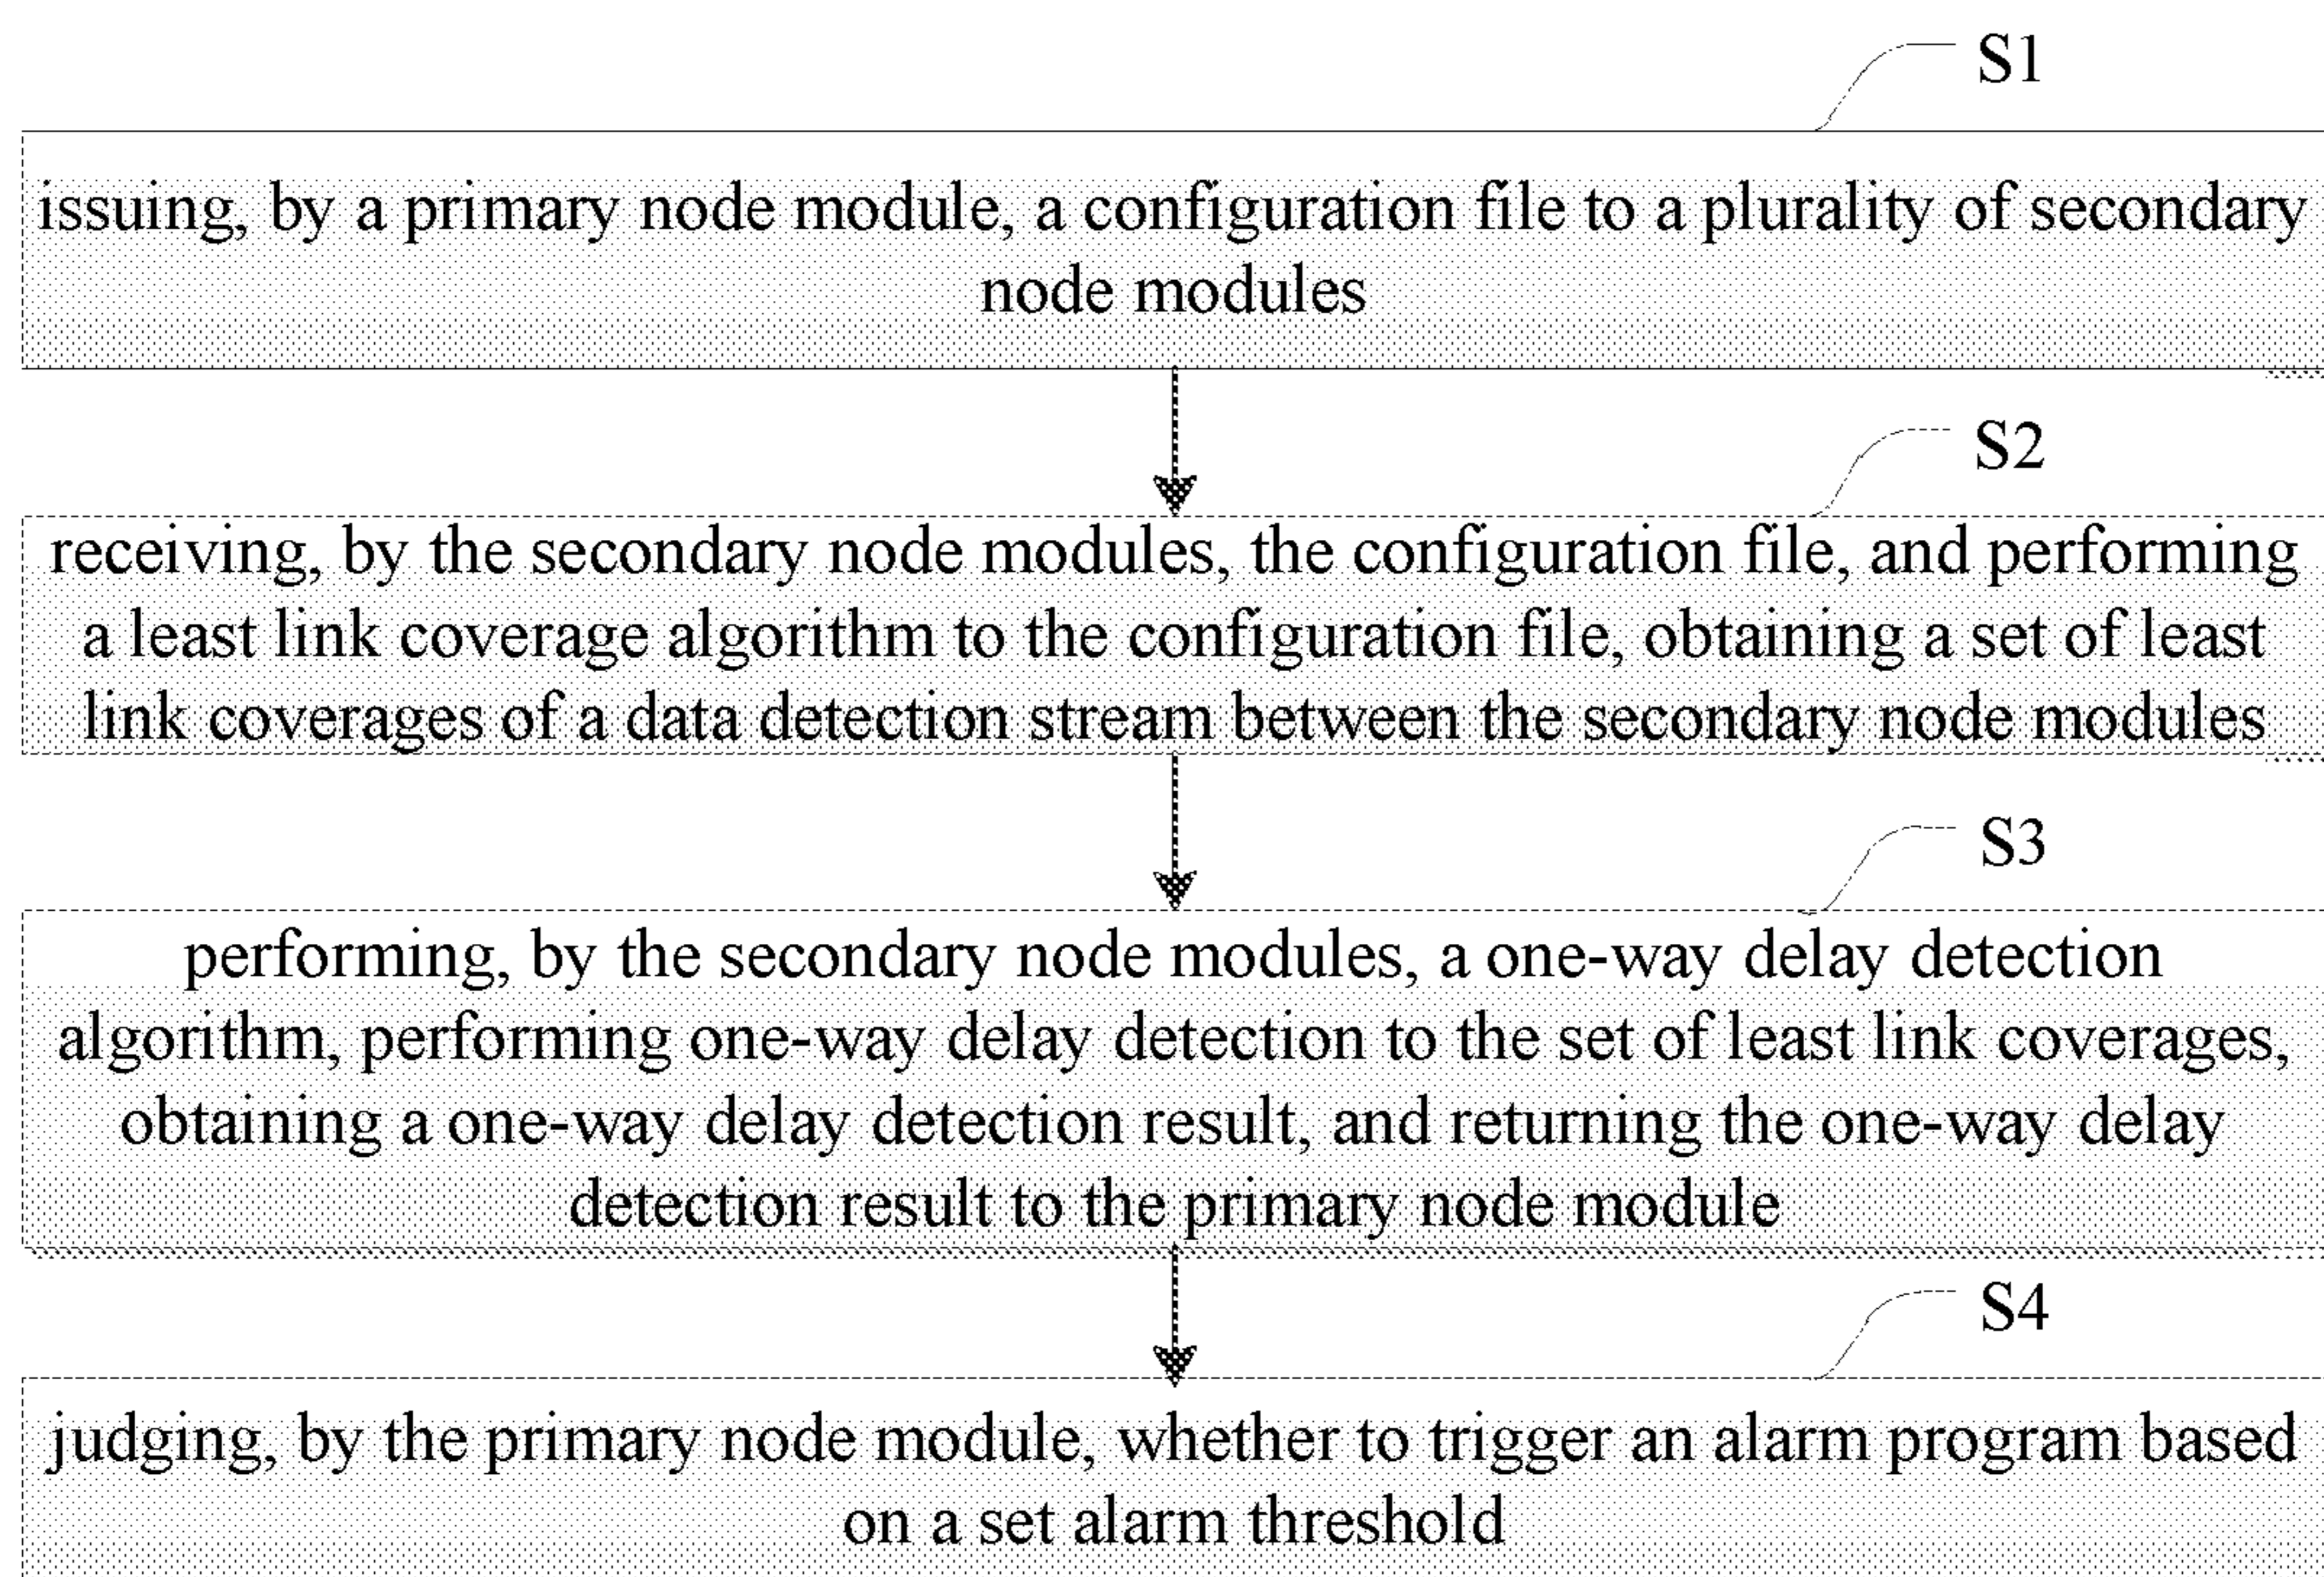 S1
issuing, by a primary node module, a configuration file to a plurality of secondary
node modules
S2
receiving, by the secondary node modules, the configuration file, and performing
a least link coverage algorithm to the configuration file, obtaining a set of least
link coverages of a data detection stream between the secondary node modules
S3
performing, by the secondary node modules, a one-way delay detection
algorithm, performing one-way delay detection to the set of least link coverages,
obtaining a one-way delay detection result, and returning the one-way delay
detection result to the primary node module
S4
judging, by the primary node module, whether to trigger an alarm program based
on a set alarm threshold